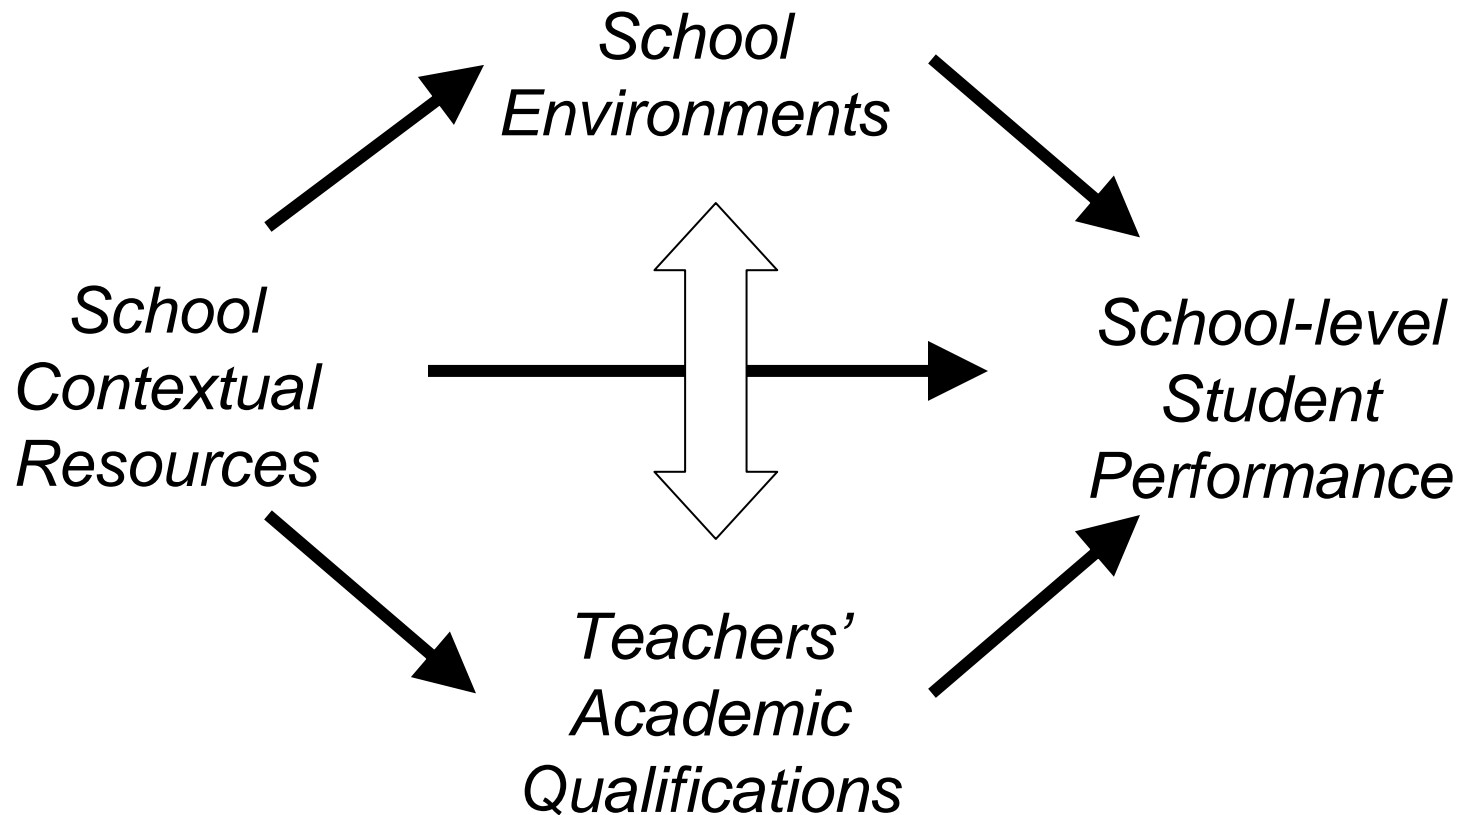 School
Environments
School
Contextual
Resources
School-level
Student
Performance
Teachers’
Academic
Qualifications